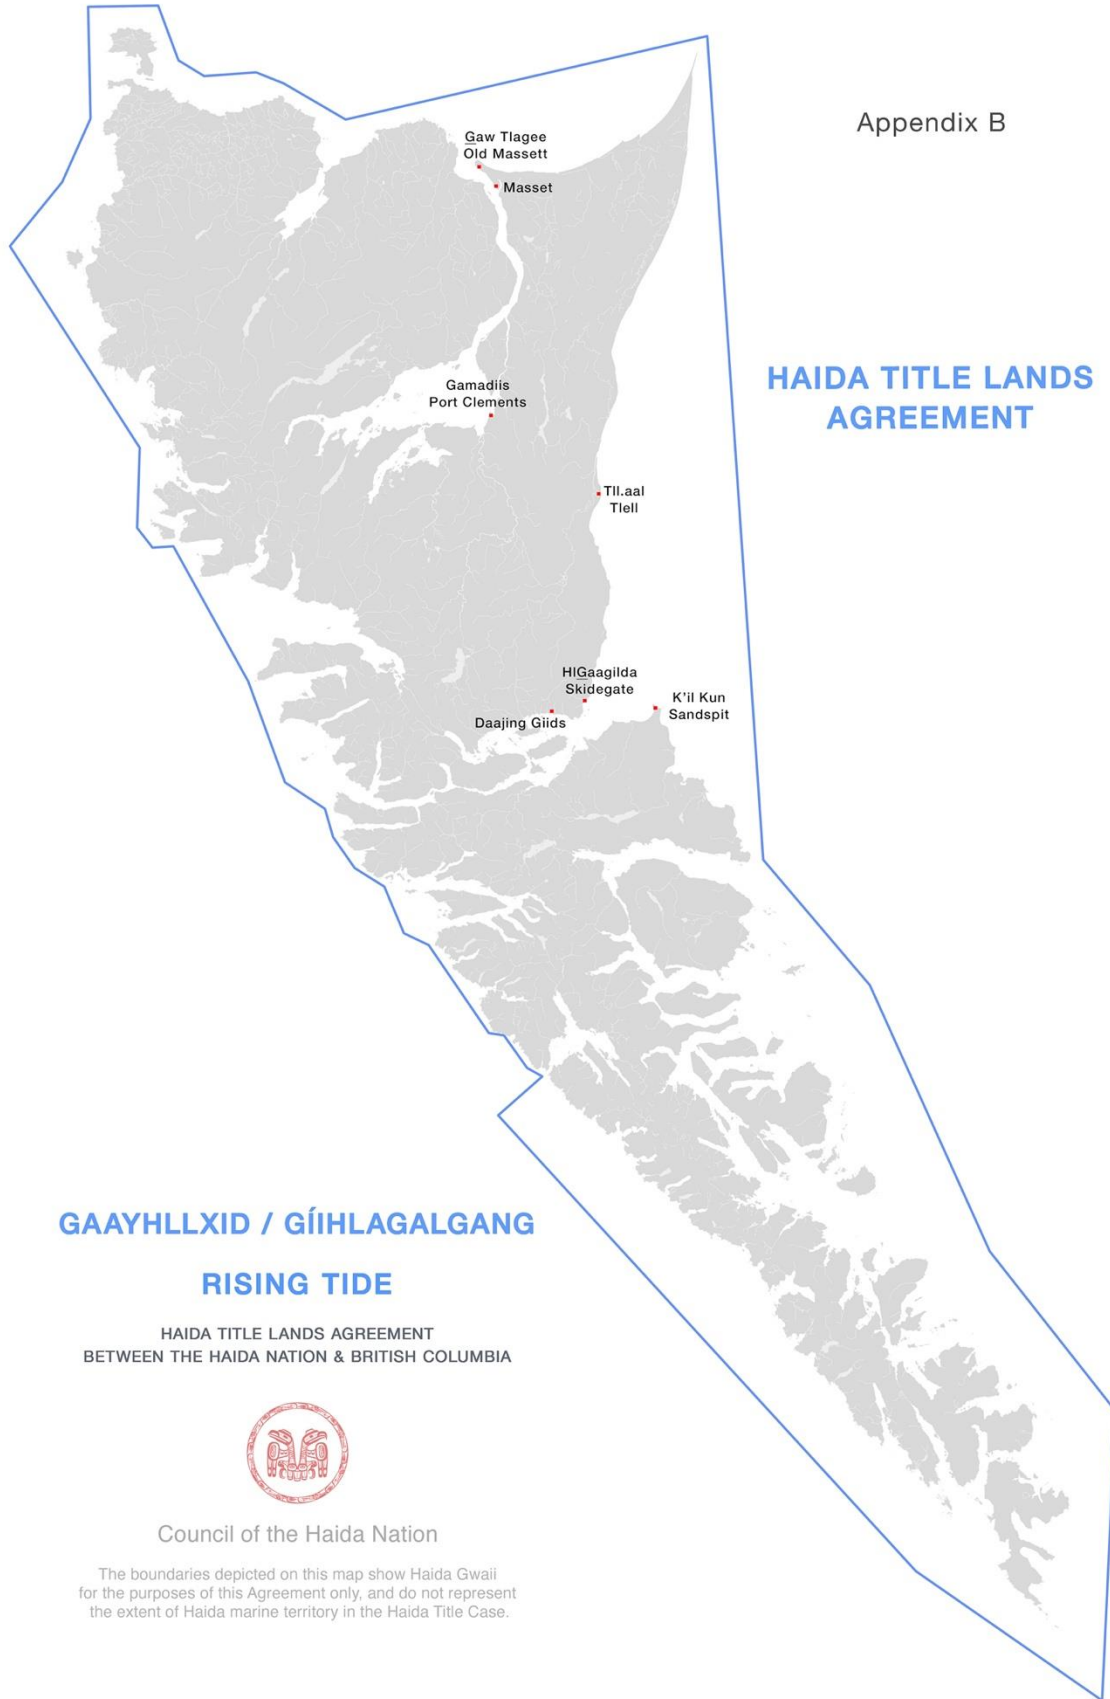 Appendix B
G̲aw Tlagee
Old Massett
Masset
HAIDA TITLE LANDS
AGREEMENT
Gamadiis
Port Clements
Tll.aal
Tlell
HlG̲aagilda
Skidegate
K'il Kun
Sandspit
Daajing Giids
GAAYHLLXID / GÍIHLAGALGANG
RISING TIDE
HAIDA TITLE LANDS AGREEMENT
BETWEEN THE HAIDA NATION & BRITISH COLUMBIA
Council of the Haida Nation
The boundaries depicted on this map show Haida Gwaii
for the purposes of this Agreement only, and do not represent
the extent of Haida marine territory in the Haida Title Case.